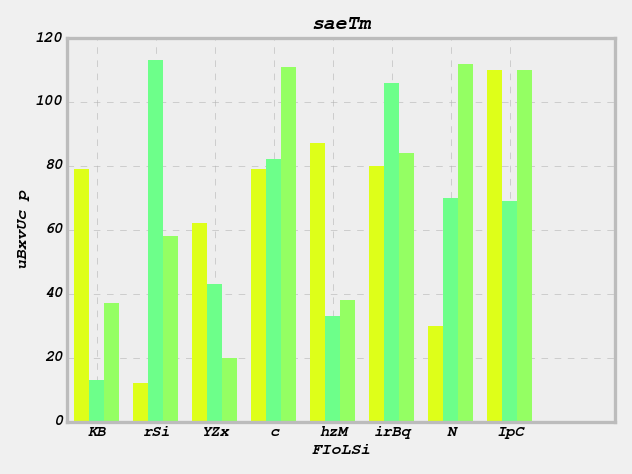 saeTm
120
100
80
60
40
20
0
uBxvUc p
KB rSi YZx c hzM irBq N IpC
FIoLSi